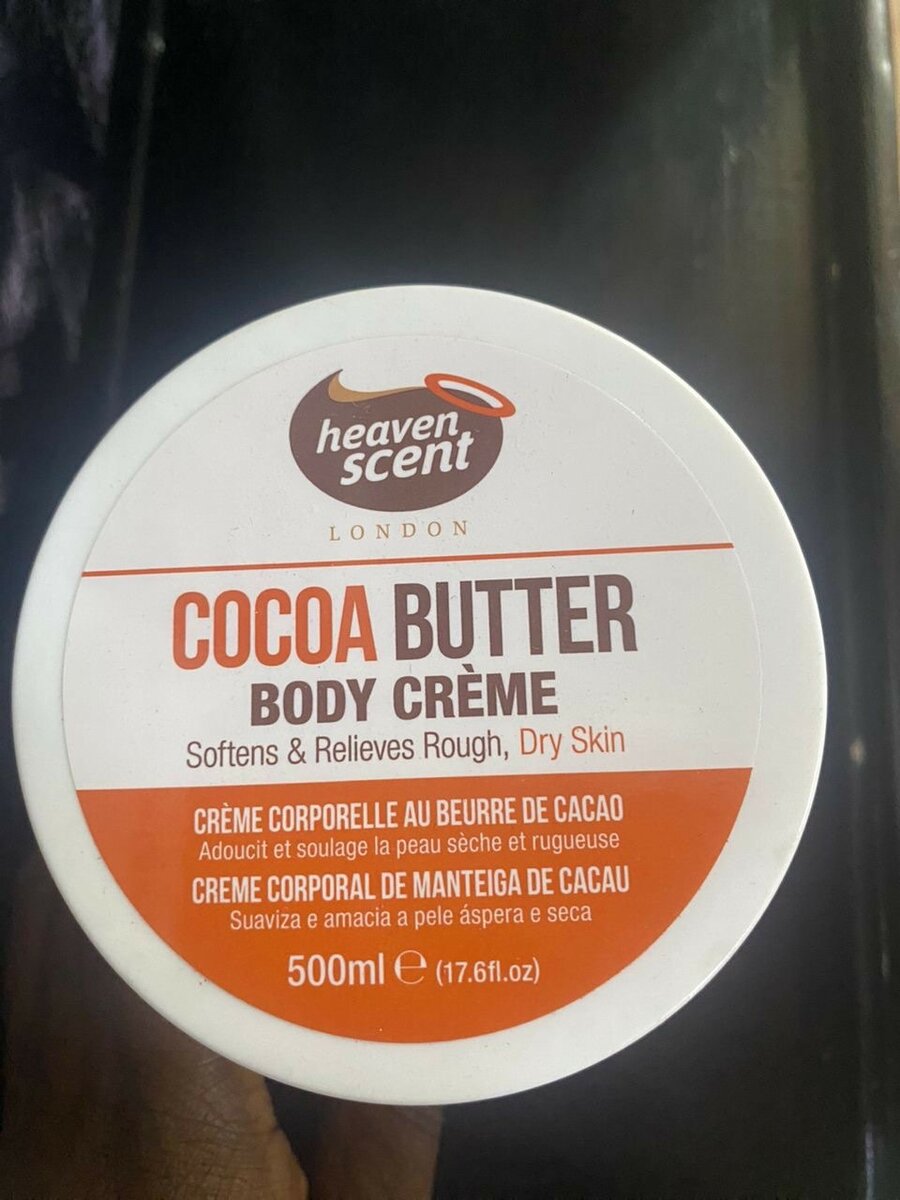 heaven
scent
LONDON
COCOA BUTTER
BODY CRÈME
Softens & Relieves Rough, Dry Skin
CRÈME CORPORELLE AU BEURRE DE CACAO
Adoucit et soulage la peau sèche et rugueuse
CREME CORPORAL DE MANTEIGA DE CACAU
Suaviza e amacia a pele áspera e seca
500ml ℮ (17.6fl.oz)